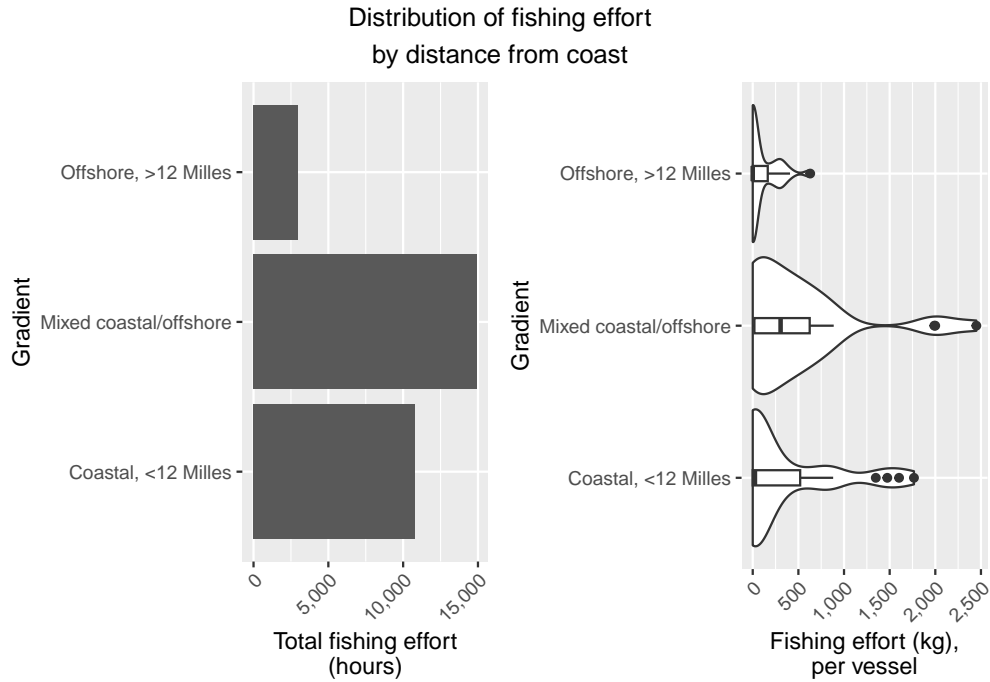 Distribution of fishing effort
by distance from coast
Gradient
Offshore, >12 Milles
Mixed coastal/offshore
Coastal, <12 Milles
0
5,000
10,000
15,000
Total fishing effort
(hours)
Gradient
Offshore, >12 Milles
Mixed coastal/offshore
Coastal, <12 Milles
0
500
1,000
1,500
2,000
2,500
Fishing effort (kg),
per vessel